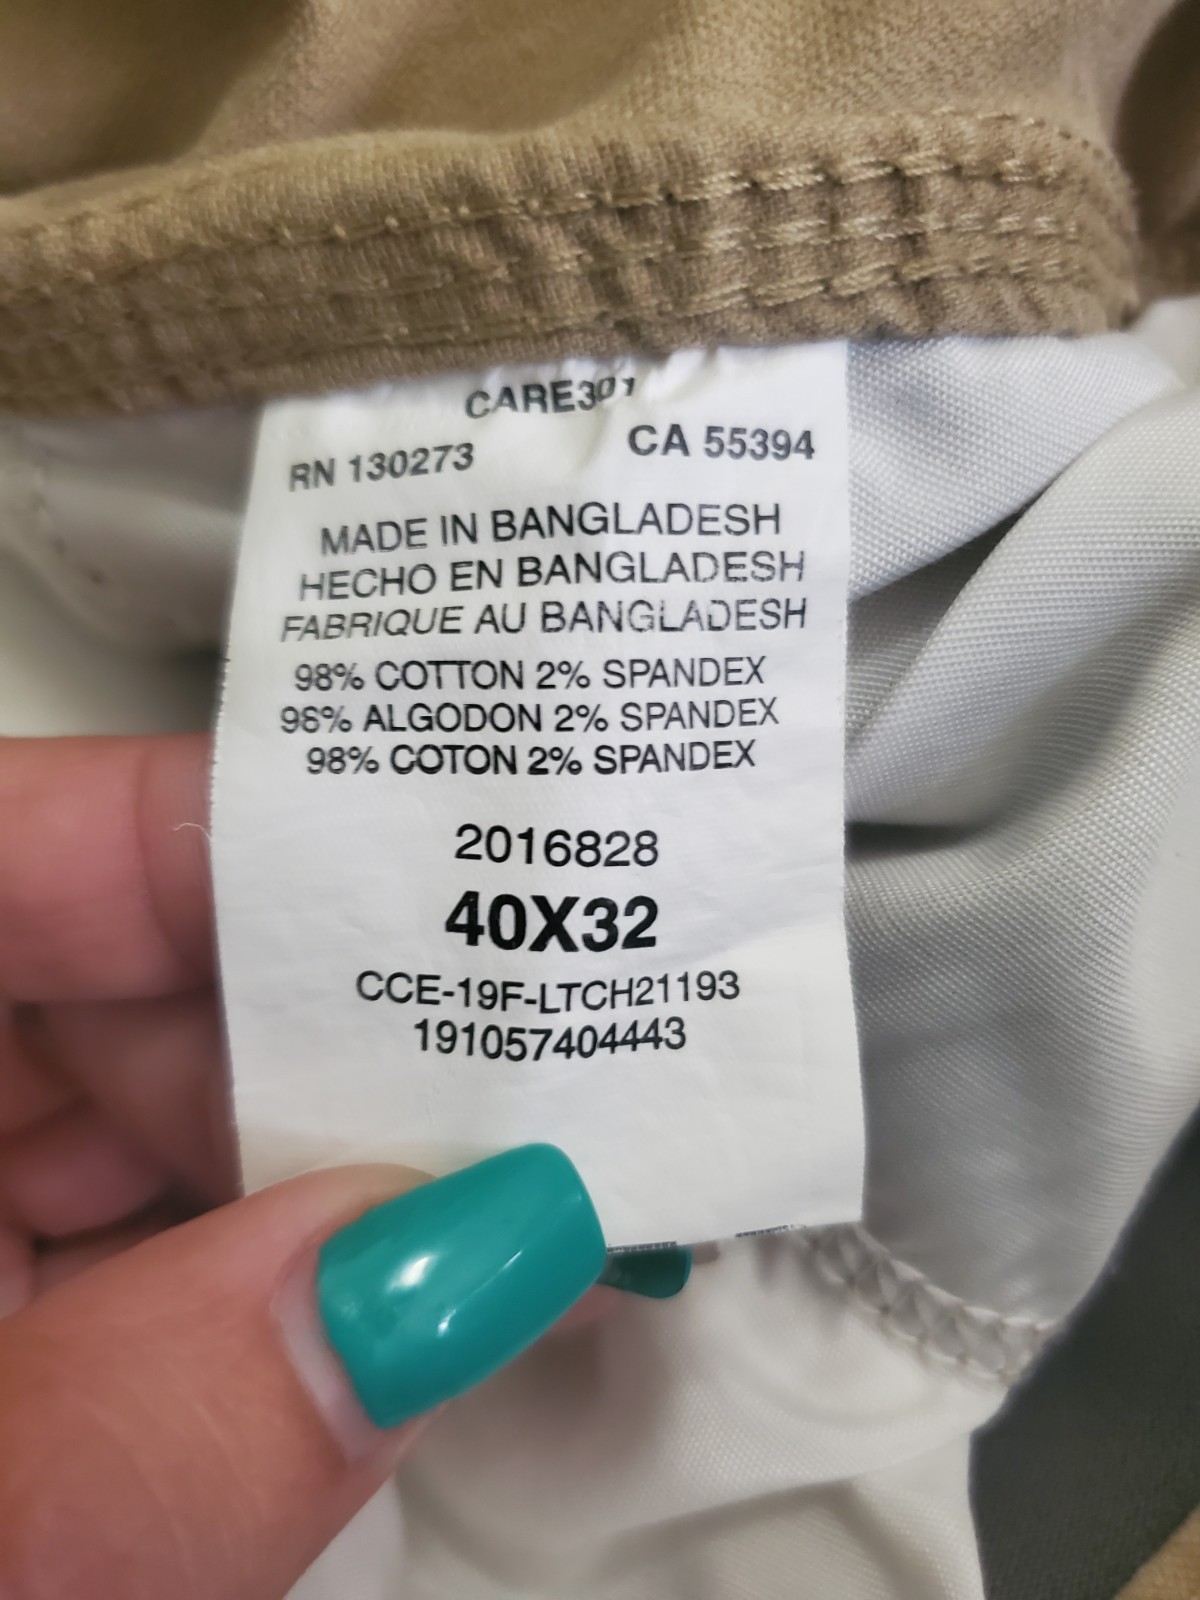 CARE301
RN 130273 CA 55394
MADE IN BANGLADESH
HECHO EN BANGLADESH
FABRIQUE AU BANGLADESH
98% COTTON 2% SPANDEX
98% ALGODON 2% SPANDEX
98% COTON 2% SPANDEX
2016828
40X32
CCE-19F-LTCH21193
191057404443